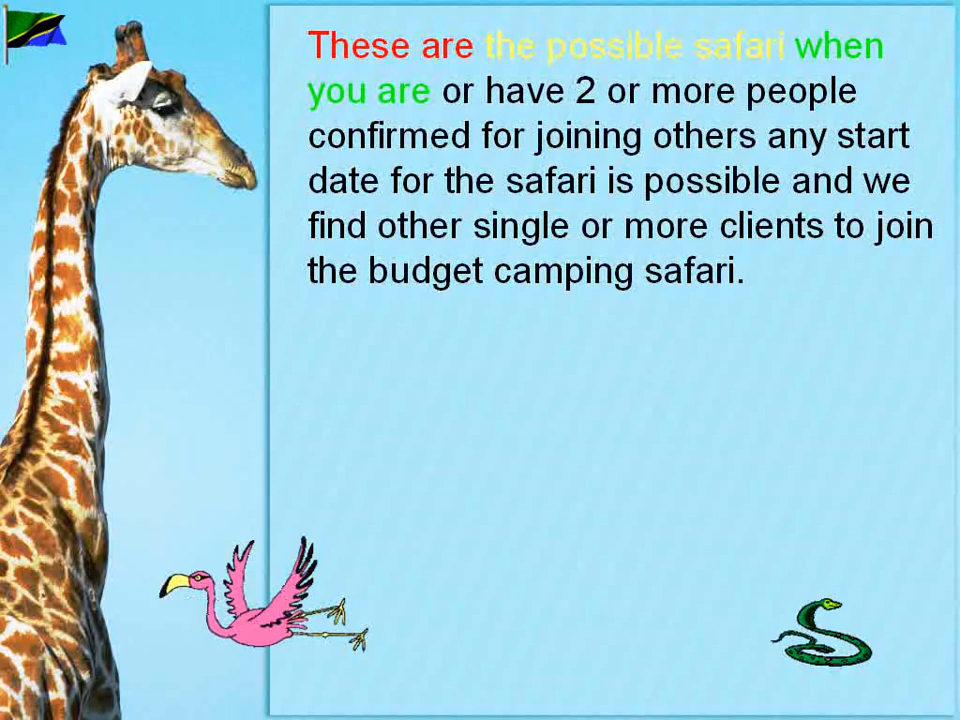 These are the possible safari when
you are or have 2 or more people
confirmed for joining others any start
date for the safari is possible and we
find other single or more clients to join
the budget camping safari.